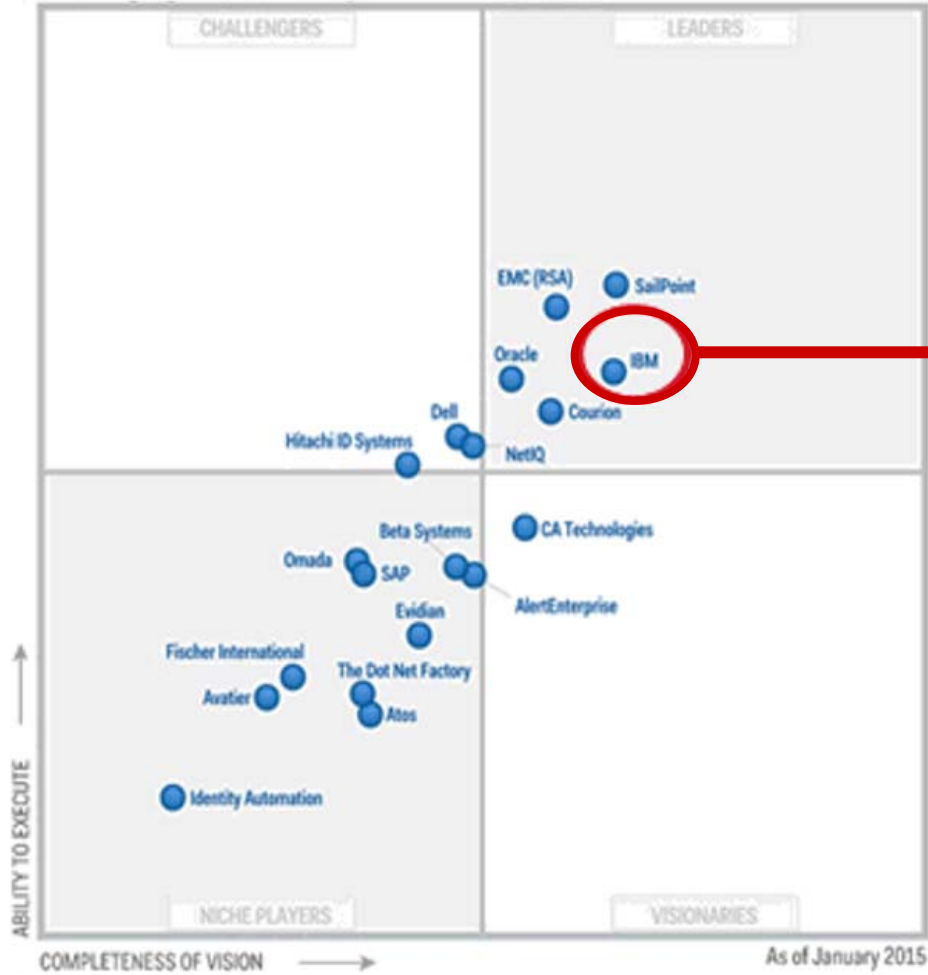 CHALLENGERS
LEADERS
EMC (RSA)
SailPoint
Oracle
IBM
Dell
Courion
Hitachi ID Systems
NetIQ
Beta Systems
CA Technologies
Omada
SAP
AlertEnterprise
Evidian
Fischer International
The Dot Net Factory
Avatier
Atos
Identity Automation
ABILITY TO EXECUTE
NICHE PLAYERS
VISIONARIES
COMPLETENESS OF VISION
As of January 2015